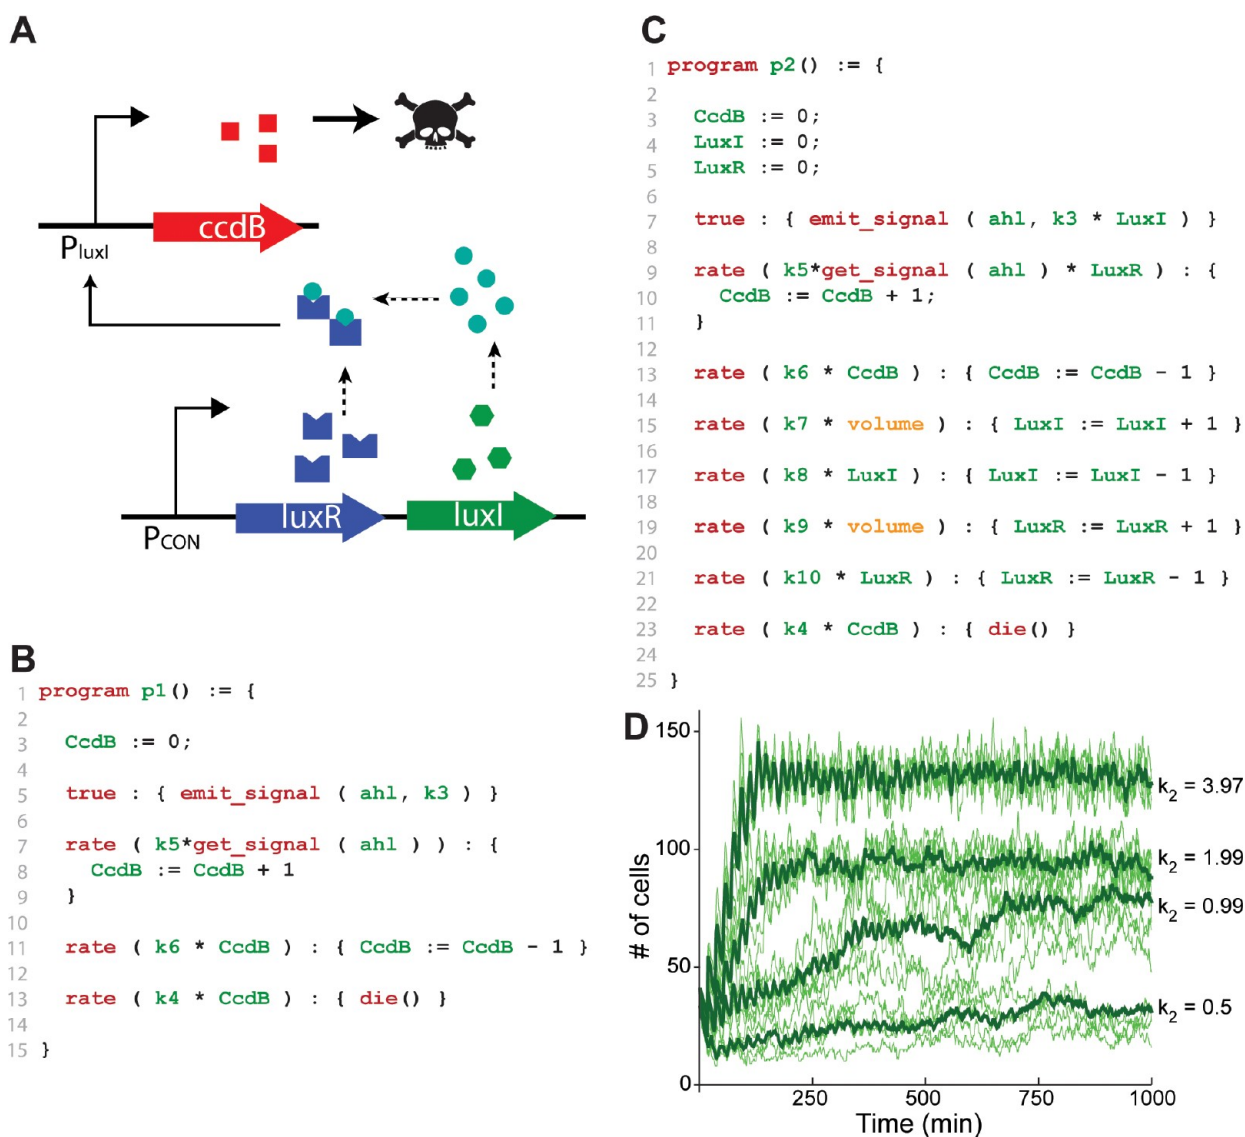 A
ccdB
PluxI
luxR
luxI
PCON
B
1 program p1() := {
2
3 CcdB := 0;
4
5 true : { emit_signal ( ahl, k3 ) }
6
7 rate ( k5*get_signal ( ahl ) ) : {
8 CcdB := CcdB + 1
9 }
10
11 rate ( k6 * CcdB ) : { CcdB := CcdB - 1 }
12
13 rate ( k4 * CcdB ) : { die() }
14
15 }
C
1 program p2() := {
2
3 CcdB := 0;
4 LuxI := 0;
5 LuxR := 0;
6
7 true : { emit_signal ( ahl, k3 * LuxI ) }
8
9 rate ( k5*get_signal ( ahl ) * LuxR ) : {
10 CcdB := CcdB + 1;
11 }
12
13 rate ( k6 * CcdB ) : { CcdB := CcdB - 1 }
14
15 rate ( k7 * volume ) : { LuxI := LuxI + 1 }
16
17 rate ( k8 * LuxI ) : { LuxI := LuxI - 1 }
18
19 rate ( k9 * volume ) : { LuxR := LuxR + 1 }
20
21 rate ( k10 * LuxR ) : { LuxR := LuxR - 1 }
22
23 rate ( k4 * CcdB ) : { die() }
24
25 }
D
# of cells
150
100
50
0
250 500 750 1000
Time (min)
k2 = 3.97
k2 = 1.99
k2 = 0.99
k2 = 0.5